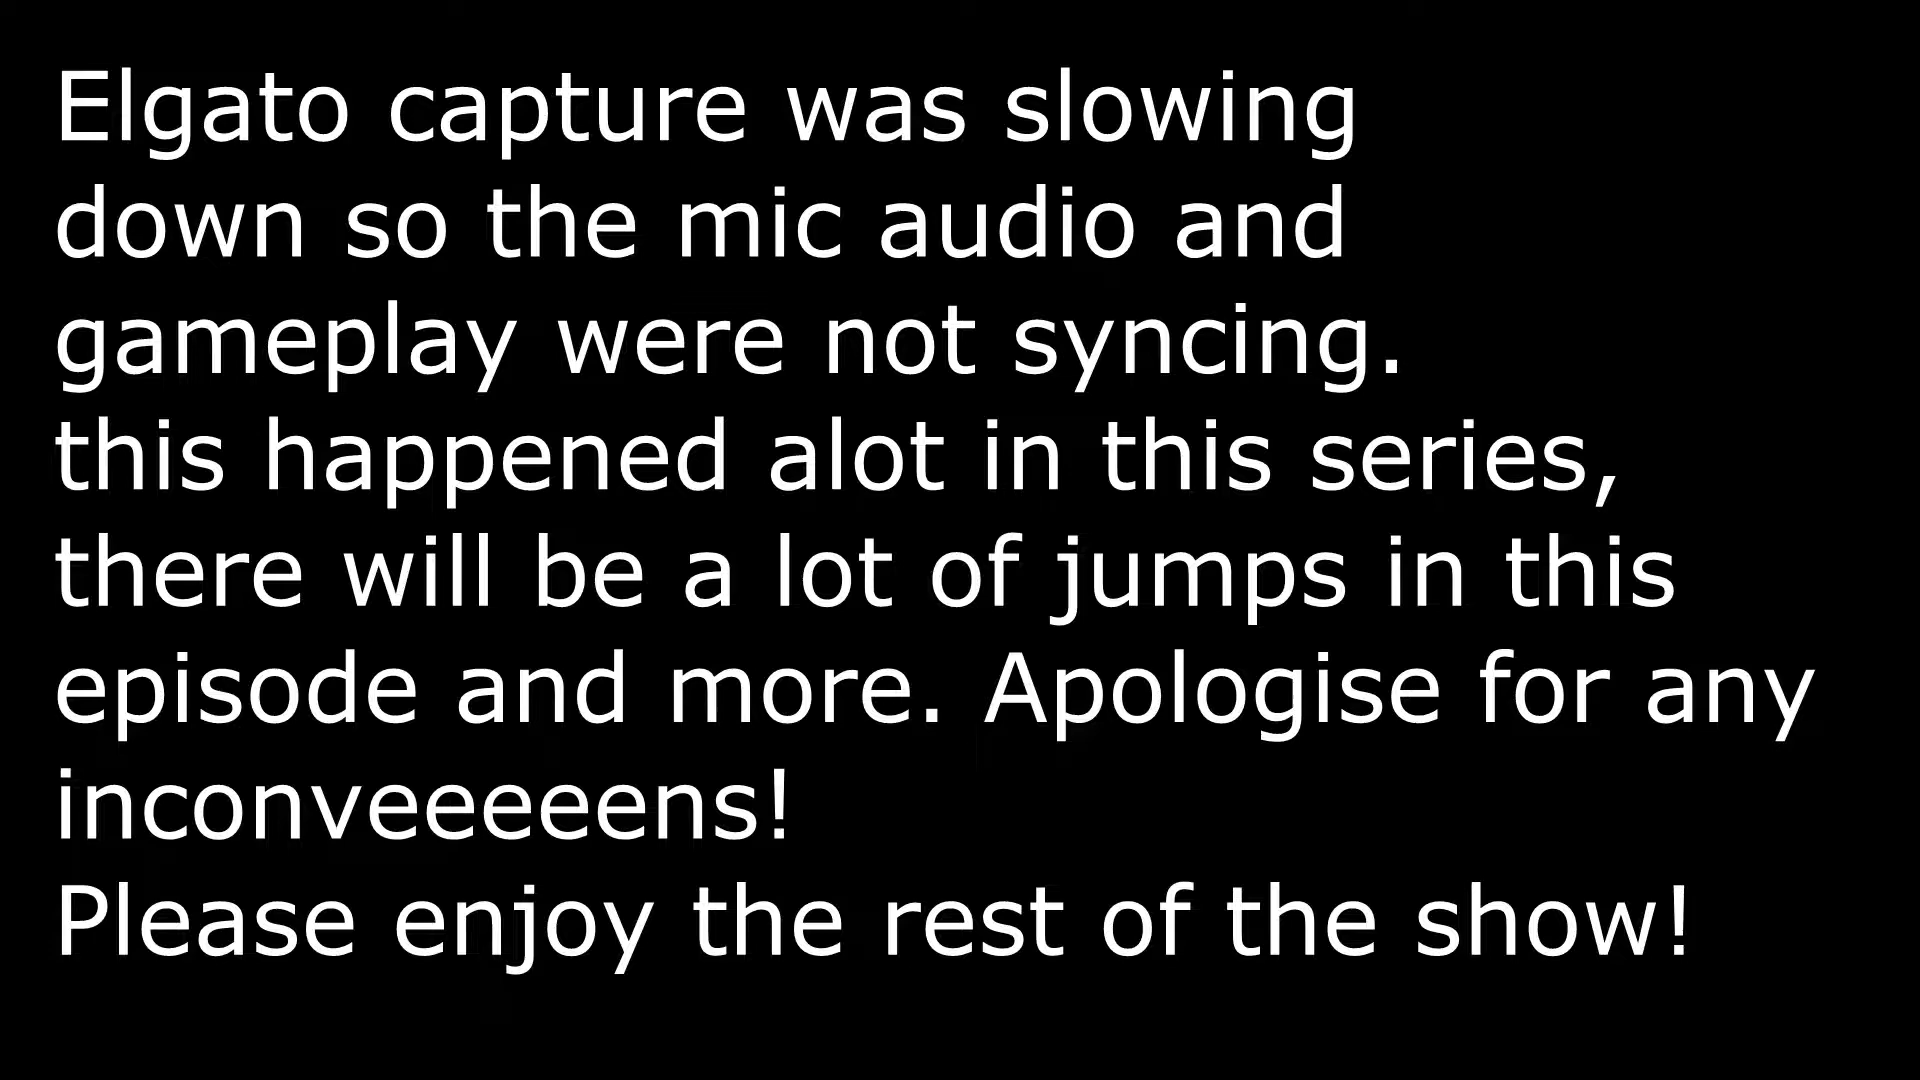 Elgato capture was slowing
down so the mic audio and
gameplay were not syncing.
this happened alot in this series,
there will be a lot of jumps in this
episode and more. Apologise for any
inconveeeeens!
Please enjoy the rest of the show!